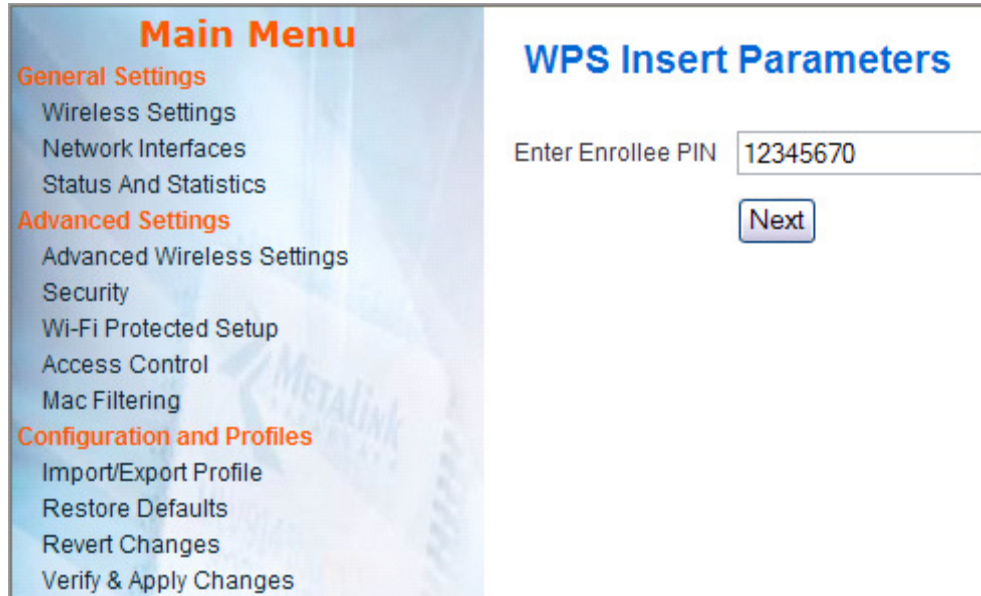 Main Menu
General Settings
Wireless Settings
Network Interfaces
Status And Statistics
Advanced Settings
Advanced Wireless Settings
Security
Wi-Fi Protected Setup
Access Control
Mac Filtering
Configuration and Profiles
Import/Export Profile
Restore Defaults
Revert Changes
Verify & Apply Changes
WPS Insert Parameters
Enter Enrollee PIN 12345670
Next
METALINK